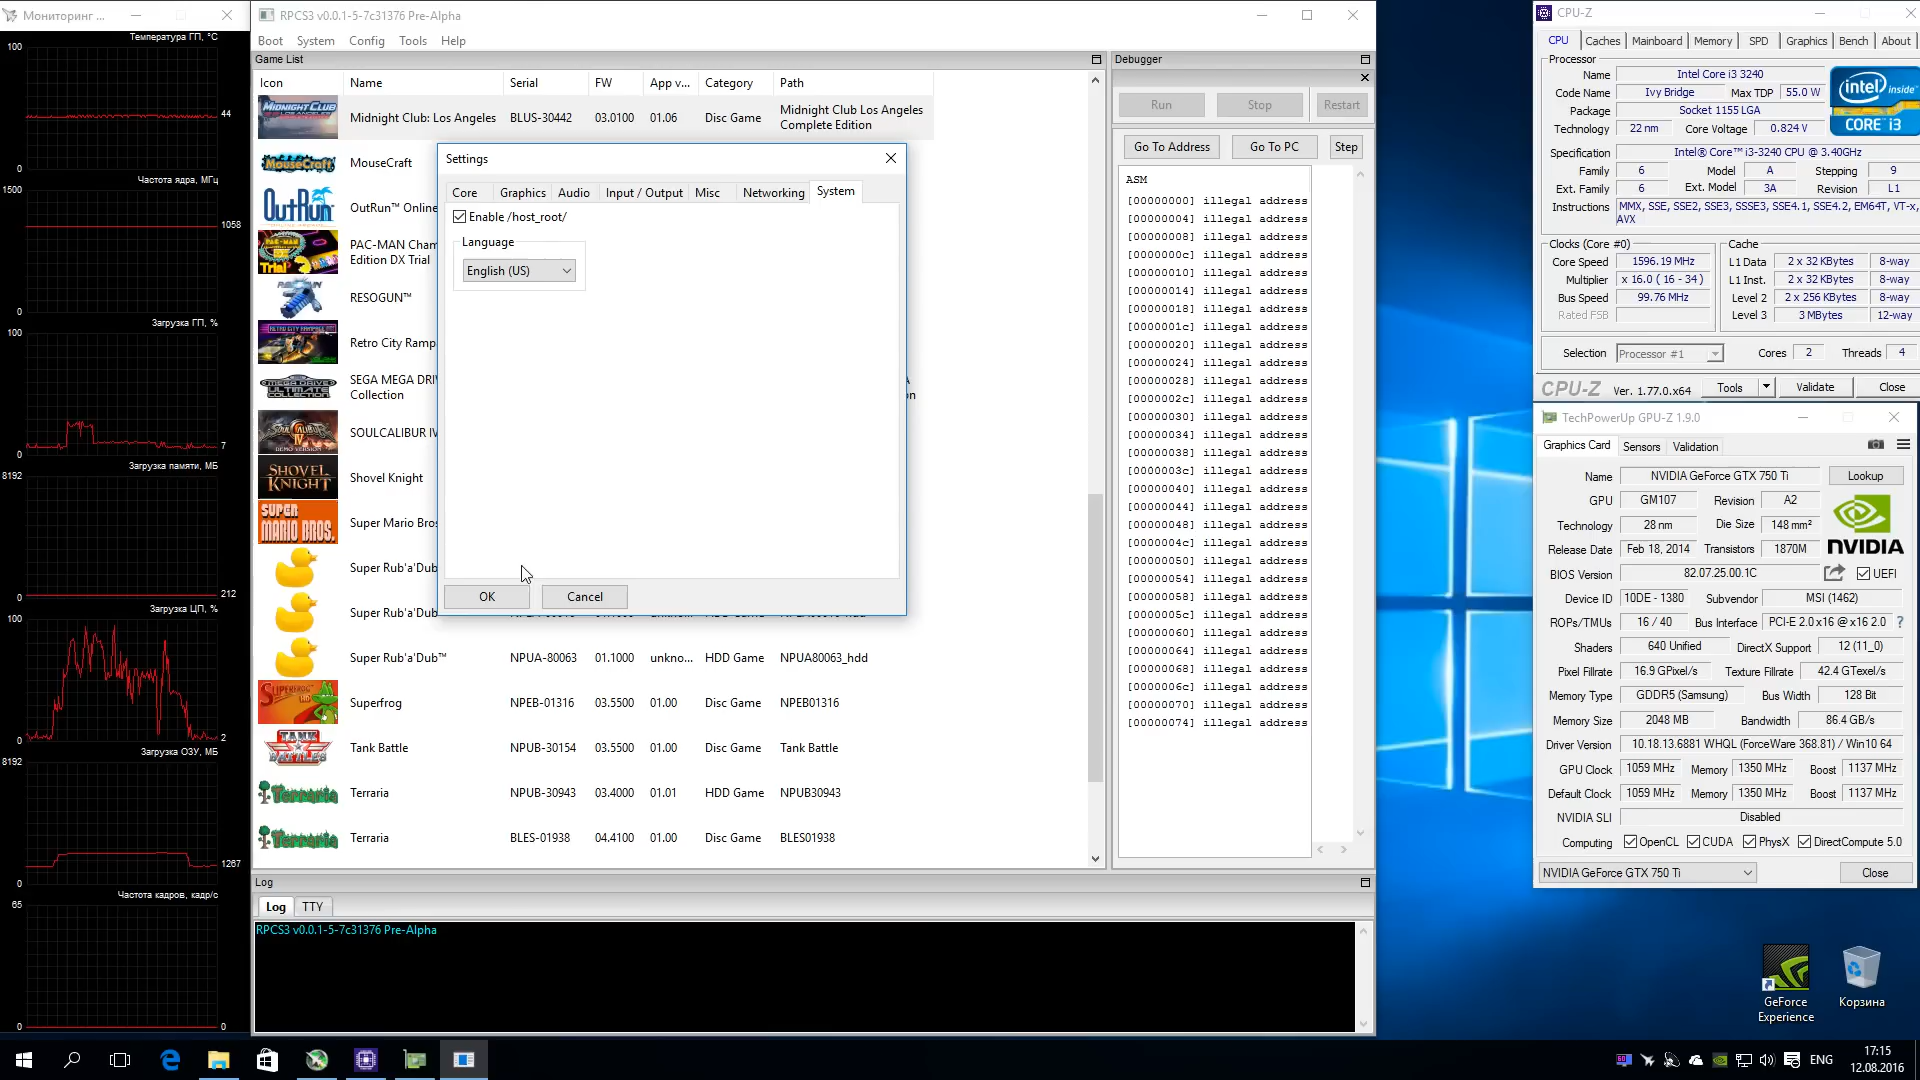 Мониторинг ...
Температура ГП, °C
100
44
0
Частота ядра, МГц
1500
1058
0
Загрузка ГП, %
100
7
0
Загрузка памяти, МБ
8192
212
0
Загрузка ЦП, %
100
2
0
Загрузка ОЗУ, МБ
8192
1267
0
Частота кадров, кадр/с
65
0
0
RPCS3 v0.0.1-5-7c31376 Pre-Alpha
Boot System Config Tools Help
Game List
Icon Name Serial FW App v... Category Path
Midnight Club: Los Angeles BLUS-30442 03.0100 01.06 Disc Game Midnight Club Los Angeles
Complete Edition
MouseCraft
OutRun™ Online
PAC-MAN Cham
Edition DX Trial
RESOGUN™
Retro City Ramp
SEGA MEGA DRI
Collection
SOULCALIBUR IV
Shovel Knight
Super Mario Bros
Super Rub'a'Dub
Super Rub'a'Dub
Super Rub'a'Dub™ NPUA-80063 01.1000 unkno... HDD Game NPUA80063_hdd
Superfrog NPEB-01316 03.5500 01.00 Disc Game NPEB01316
Tank Battle NPUB-30154 03.5500 01.00 Disc Game Tank Battle
Terraria NPUB-30943 03.4000 01.01 HDD Game NPUB30943
Terraria BLES-01938 04.4100 01.00 Disc Game BLES01938
Settings
Core Graphics Audio Input / Output Misc Networking System
Enable /host_root/
Language
English (US)
OK Cancel
Debugger
Run Stop Restart
Go To Address Go To PC Step
ASM
[00000000] illegal address
[00000004] illegal address
[00000008] illegal address
[0000000c] illegal address
[00000010] illegal address
[00000014] illegal address
[00000018] illegal address
[0000001c] illegal address
[00000020] illegal address
[00000024] illegal address
[00000028] illegal address
[0000002c] illegal address
[00000030] illegal address
[00000034] illegal address
[00000038] illegal address
[0000003c] illegal address
[00000040] illegal address
[00000044] illegal address
[00000048] illegal address
[0000004c] illegal address
[00000050] illegal address
[00000054] illegal address
[00000058] illegal address
[0000005c] illegal address
[00000060] illegal address
[00000064] illegal address
[00000068] illegal address
[0000006c] illegal address
[00000070] illegal address
[00000074] illegal address
Log
Log TTY
RPCS3 v0.0.1-5-7c31376 Pre-Alpha
CPU-Z
CPU Caches Mainboard Memory SPD Graphics Bench About
Processor
Name Intel Core i3 3240
Code Name Ivy Bridge Max TDP 55.0 W
Package Socket 1155 LGA
Technology 22 nm Core Voltage 0.824 V
intel inside™
CORE i3
Specification Intel® Core™ i3-3240 CPU @ 3.40GHz
Family 6 Model A Stepping 9
Ext. Family 6 Ext. Model 3A Revision L1
Instructions MMX, SSE, SSE2, SSE3, SSSE3, SSE4.1, SSE4.2, EM64T, VT-x,
AVX
Clocks (Core #0) Cache
Core Speed 1596.19 MHz L1 Data 2 x 32 KBytes 8-way
Multiplier x 16.0 ( 16 - 34 ) L1 Inst. 2 x 32 KBytes 8-way
Bus Speed 99.76 MHz Level 2 2 x 256 KBytes 8-way
Rated FSB Level 3 3 MBytes 12-way
Selection Processor #1 Cores 2 Threads 4
CPU-Z Ver. 1.77.0.x64 Tools Validate Close
TechPowerUp GPU-Z 1.9.0
Graphics Card Sensors Validation
Name NVIDIA GeForce GTX 750 Ti Lookup
GPU GM107 Revision A2
Technology 28 nm Die Size 148 mm²
Release Date Feb 18, 2014 Transistors 1870M
NVIDIA
BIOS Version 82.07.25.00.1C UEFI
Device ID 10DE - 1380 Subvendor MSI (1462)
ROPs/TMUs 16 / 40 Bus Interface PCI-E 2.0 x16 @ x16 2.0 ?
Shaders 640 Unified DirectX Support 12 (11_0)
Pixel Fillrate 16.9 GPixel/s Texture Fillrate 42.4 GTexel/s
Memory Type GDDR5 (Samsung) Bus Width 128 Bit
Memory Size 2048 MB Bandwidth 86.4 GB/s
Driver Version 10.18.13.6881 WHQL (ForceWare 368.81) / Win10 64
GPU Clock 1059 MHz Memory 1350 MHz Boost 1137 MHz
Default Clock 1059 MHz Memory 1350 MHz Boost 1137 MHz
NVIDIA SLI Disabled
Computing OpenCL CUDA PhysX DirectCompute 5.0
NVIDIA GeForce GTX 750 Ti Close
GeForce
Experience
Корзина
ENG
17:15
12.08.2016